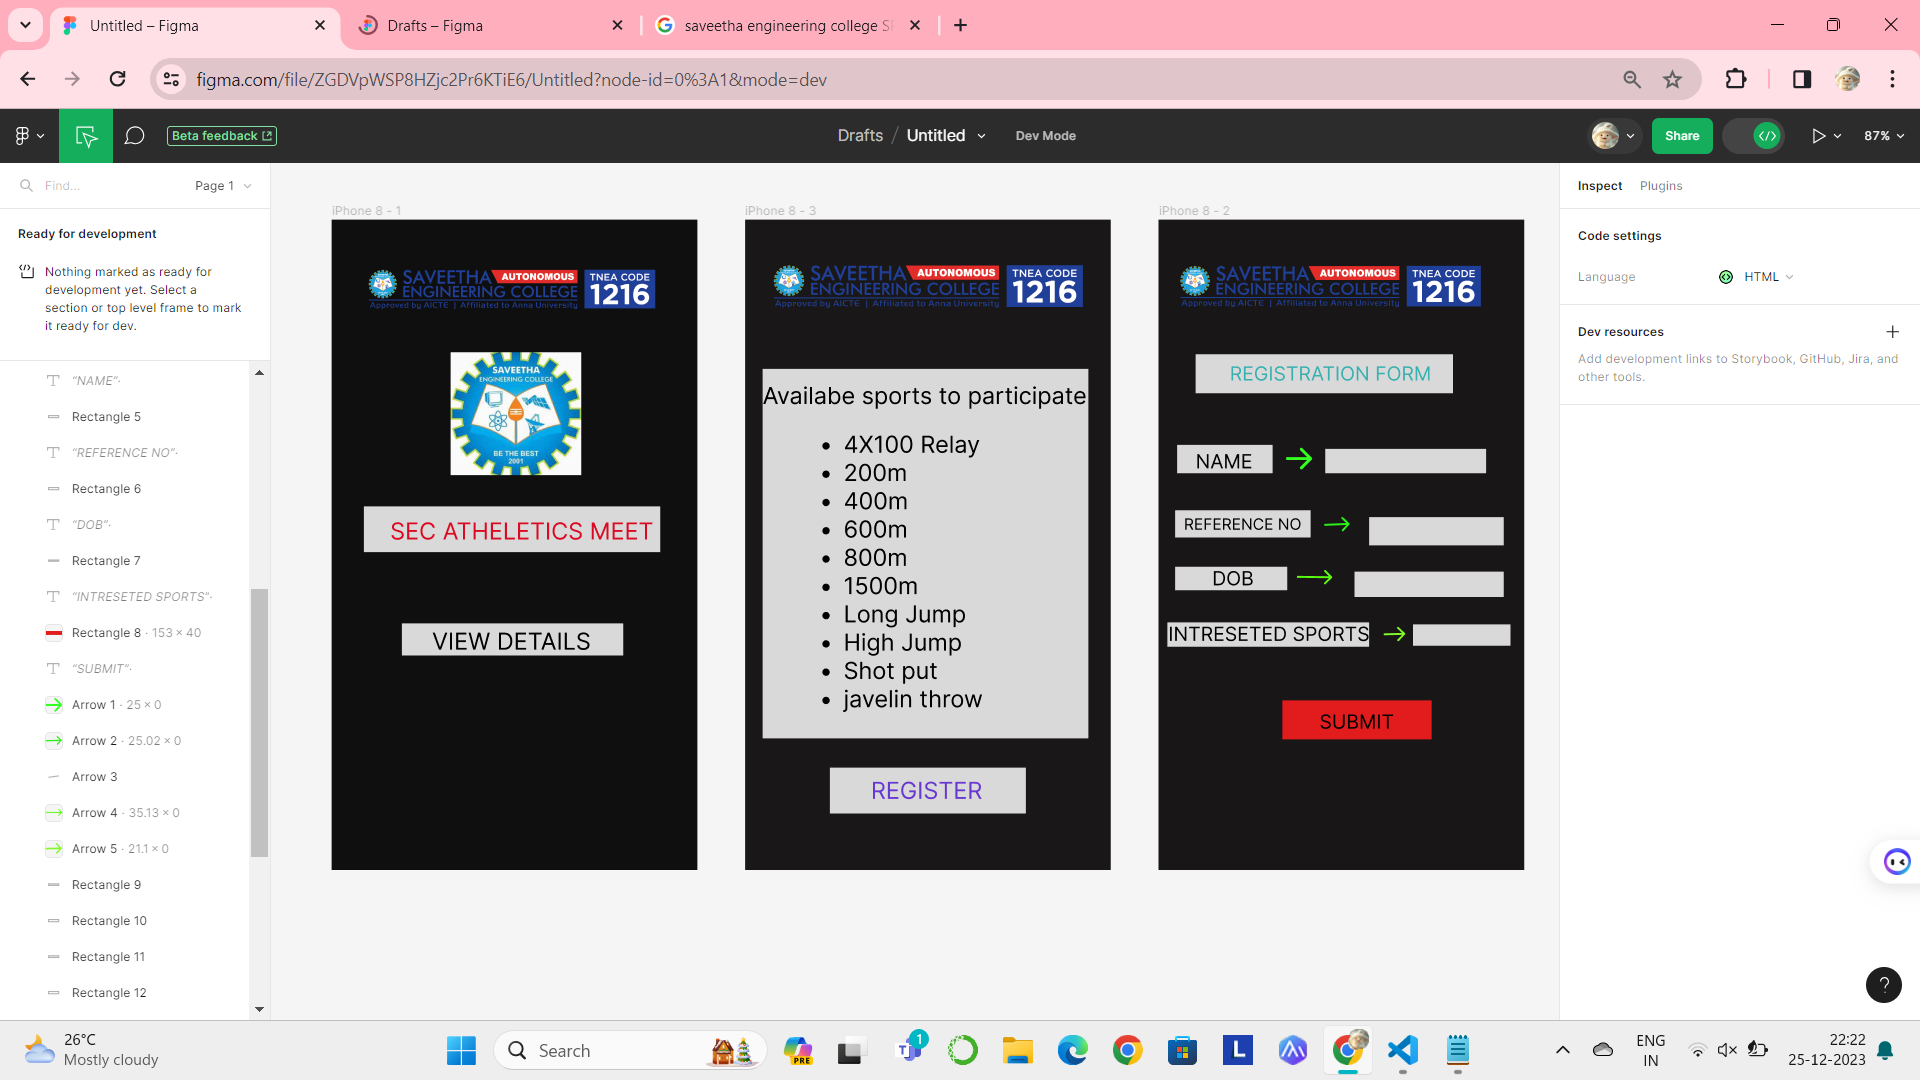 Untitled – Figma
Drafts – Figma
saveetha engineering college S
figma.com/file/ZGDVpWSP8HZjc2Pr6KTiE6/Untitled?node-id=0%3A1&mode=dev
Beta feedback
Drafts / Untitled
Dev Mode
Share
87%
Find...
Page 1
Ready for development
Nothing marked as ready for
development yet. Select a
section or top level frame to mark
it ready for dev.
"NAME"·
Rectangle 5
"REFERENCE NO"·
Rectangle 6
"DOB"·
Rectangle 7
"INTRESETED SPORTS"·
Rectangle 8 · 153 × 40
"SUBMIT"·
Arrow 1 · 25 × 0
Arrow 2 · 25.02 × 0
Arrow 3
Arrow 4 · 35.13 × 0
Arrow 5 · 21.1 × 0
Rectangle 9
Rectangle 10
Rectangle 11
Rectangle 12
iPhone 8 - 1
SAVEETHA AUTONOMOUS
ENGINEERING COLLEGE
Approved by AICTE | Affiliated to Anna University
TNEA CODE
1216
SAVEETHA
ENGINEERING COLLEGE
BE THE BEST
2001
SEC ATHELETICS MEET
VIEW DETAILS
iPhone 8 - 3
SAVEETHA AUTONOMOUS
ENGINEERING COLLEGE
Approved by AICTE | Affiliated to Anna University
TNEA CODE
1216
Availabe sports to participate
• 4X100 Relay
• 200m
• 400m
• 600m
• 800m
• 1500m
• Long Jump
• High Jump
• Shot put
• javelin throw
REGISTER
iPhone 8 - 2
SAVEETHA AUTONOMOUS
ENGINEERING COLLEGE
Approved by AICTE | Affiliated to Anna University
TNEA CODE
1216
REGISTRATION FORM
NAME
REFERENCE NO
DOB
INTRESETED SPORTS
SUBMIT
Inspect
Plugins
Code settings
Language
HTML
Dev resources
Add development links to Storybook, GitHub, Jira, and
other tools.
?
26°C
Mostly cloudy
Search
PRE
1
L
ENG
IN
22:22
25-12-2023